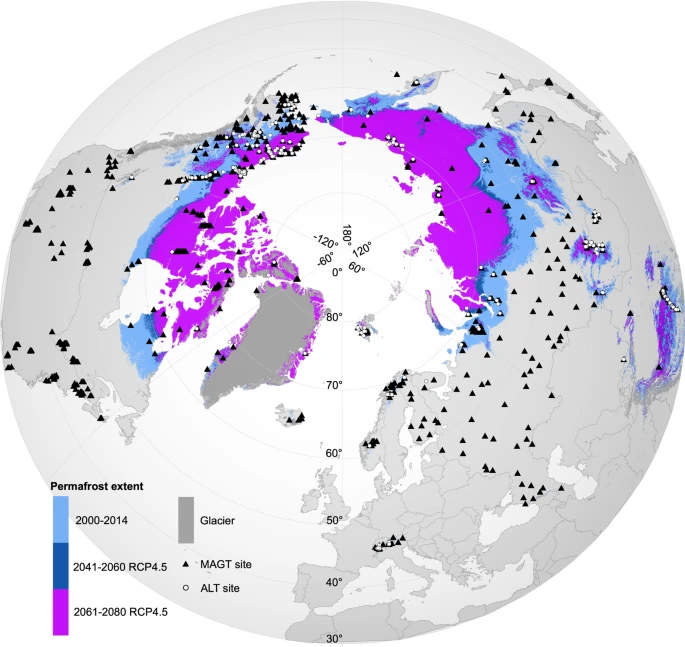 180°
-120°
120°
-60°
60°
0°
80°
70°
60°
50°
40°
30°
Permafrost extent
2000-2014
Glacier
2041-2060 RCP4.5
MAGT site
ALT site
2061-2080 RCP4.5